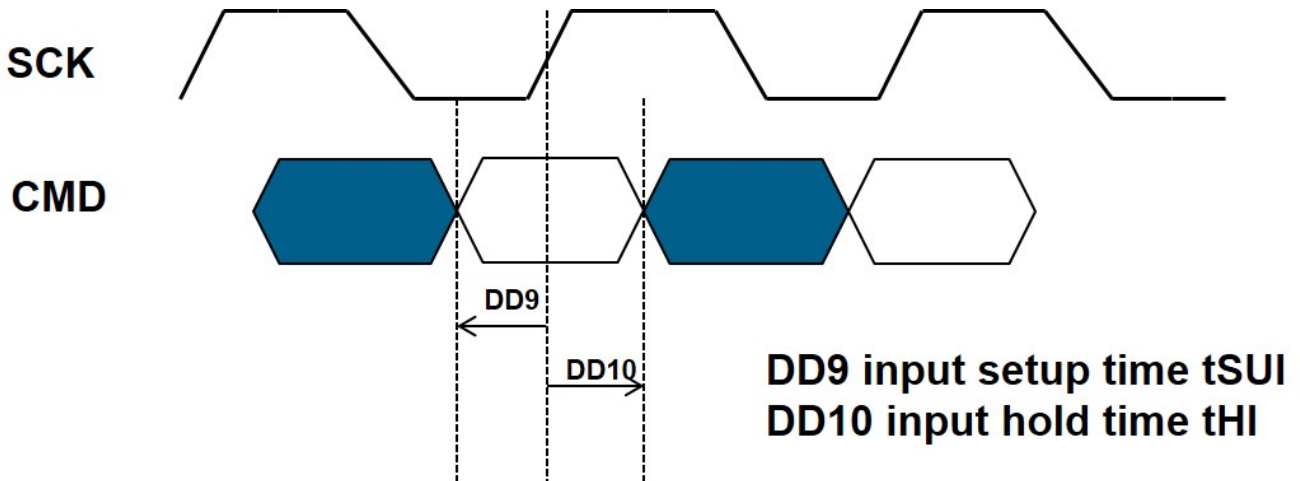 SCK
CMD
DD9
DD10
DD9 input setup time tSUI
DD10 input hold time tHI